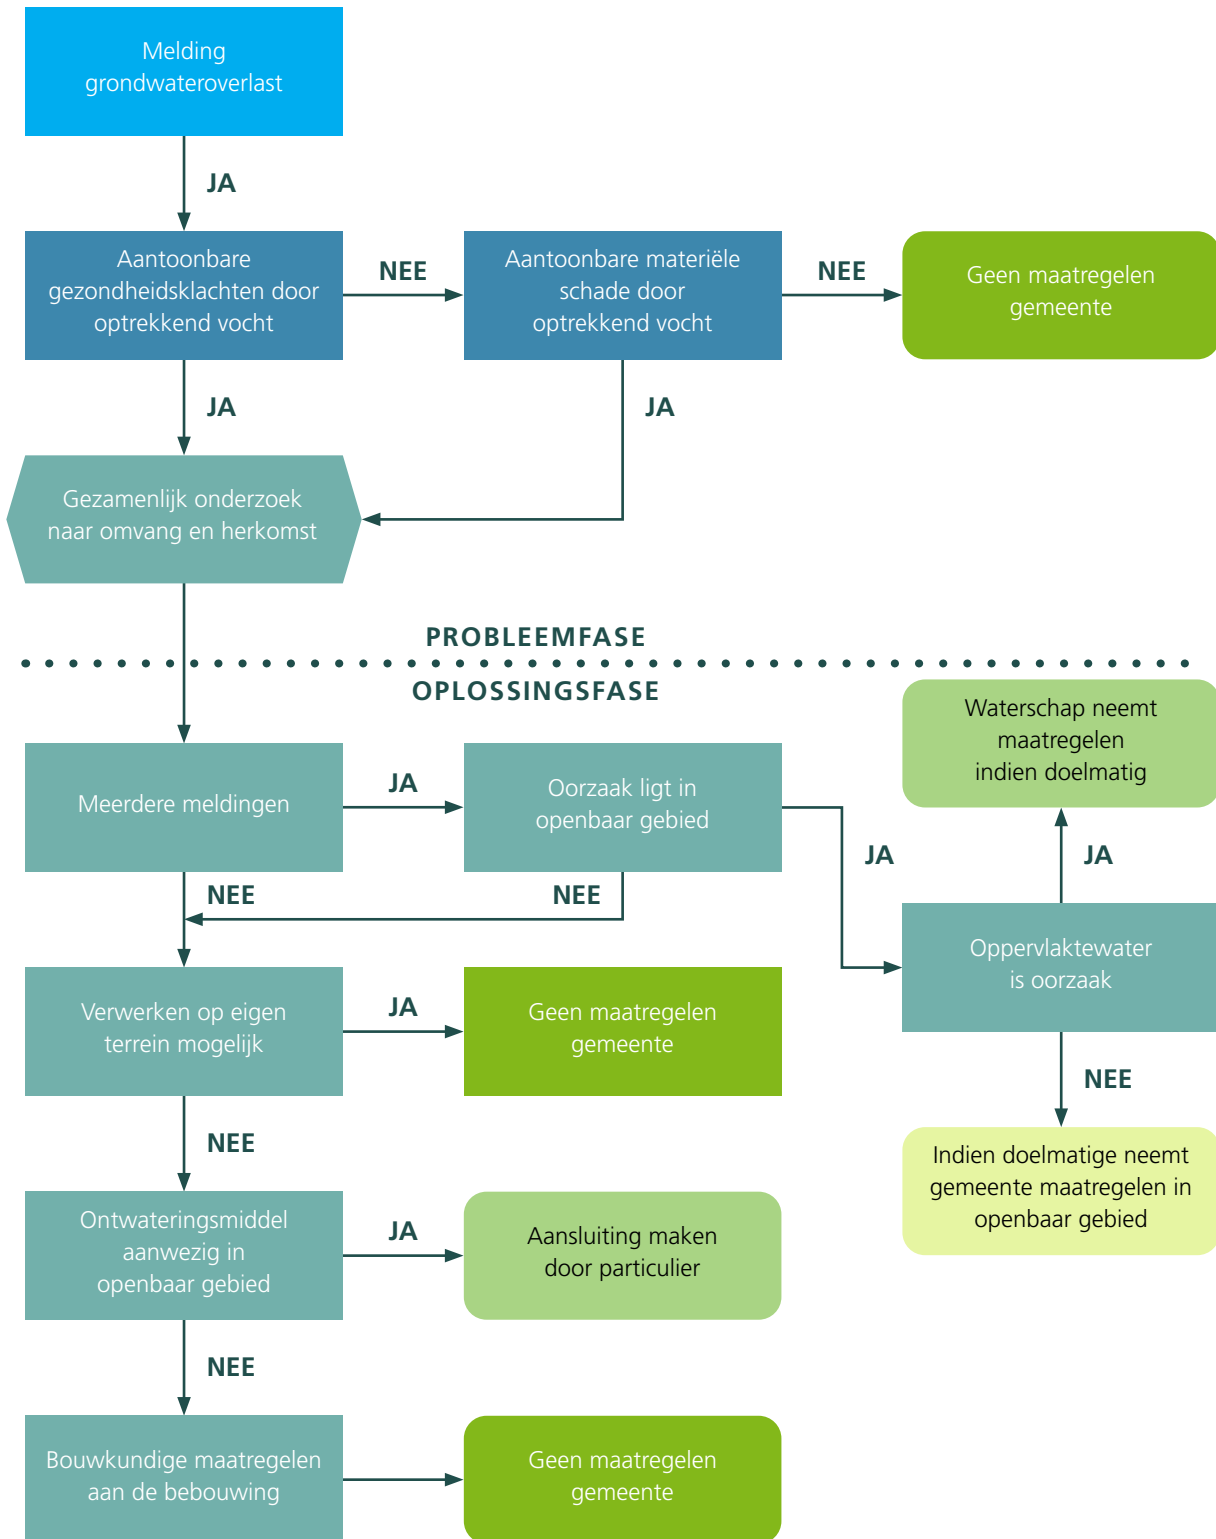 Melding
grondwateroverlast
JA
Aantoonbare
gezondheidsklachten door
optrekkend vocht
NEE
Aantoonbare materiële
schade door
optrekkend vocht
NEE
Geen maatregelen
gemeente
JA
JA
Gezamenlijk onderzoek
naar omvang en herkomst
PROBLEEMFASE
OPLOSSINGSFASE
Waterschap neemt
maatregelen
indien doelmatig
Meerdere meldingen
JA
Oorzaak ligt in
openbaar gebied
JA
JA
NEE
NEE
Oppervlaktewater
is oorzaak
Verwerken op eigen
terrein mogelijk
JA
Geen maatregelen
gemeente
NEE
NEE
Indien doelmatige neemt
gemeente maatregelen in
openbaar gebied
Ontwateringsmiddel
aanwezig in
openbaar gebied
JA
Aansluiting maken
door particulier
NEE
Bouwkundige maatregelen
aan de bebouwing
Geen maatregelen
gemeente